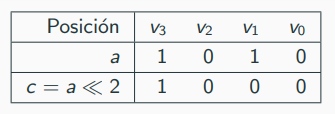 Posición v₃ v₂ v₁ v₀
a 1 0 1 0
c = a ≪ 2 1 0 0 0